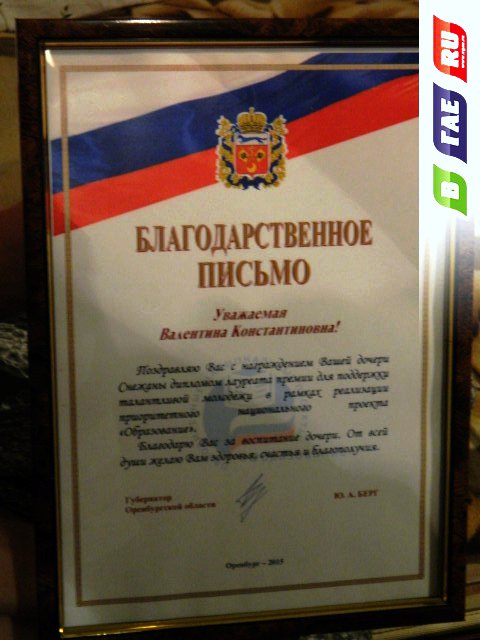 БЛАГОДАРСТВЕННОЕ
ПИСЬМО
Уважаемая
Валентина Константиновна!
Поздравляю Вас с награждением Вашей дочери
Снежаны дипломом лауреата премии для поддержки
талантливой молодежи в рамках реализации
приоритетного национального проекта
«Образование».
Благодарю Вас за воспитание дочери. От всей
души желаю Вам здоровья, счастья и благополучия.
Губернатор
Оренбургской области
Ю. А. БЕРГ
Оренбург – 2015
В ГАЕ RU